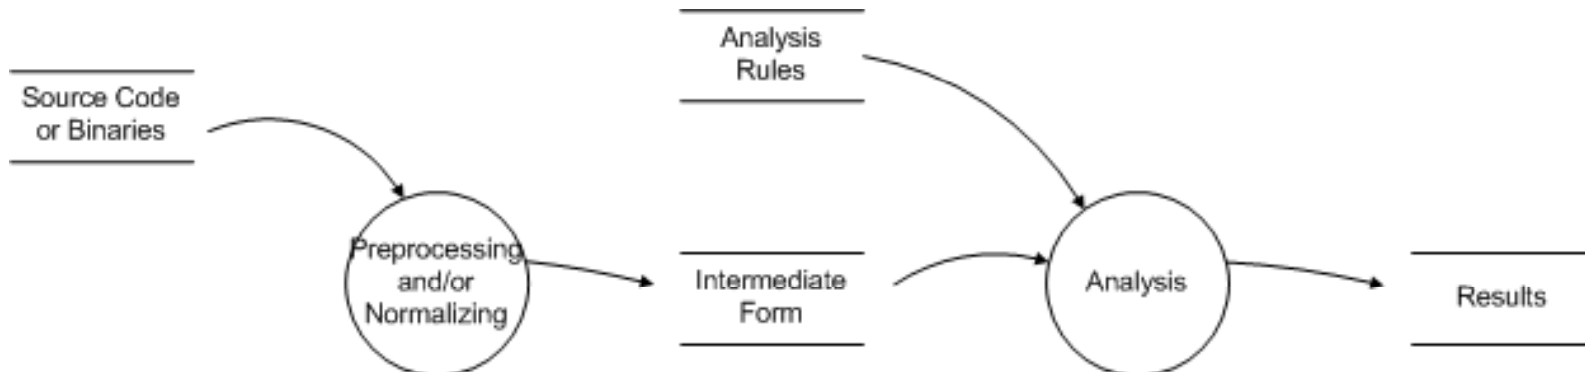 Analysis
Rules
Source Code
or Binaries
Preprocessing
and/or
Normalizing
Intermediate
Form
Analysis
Results